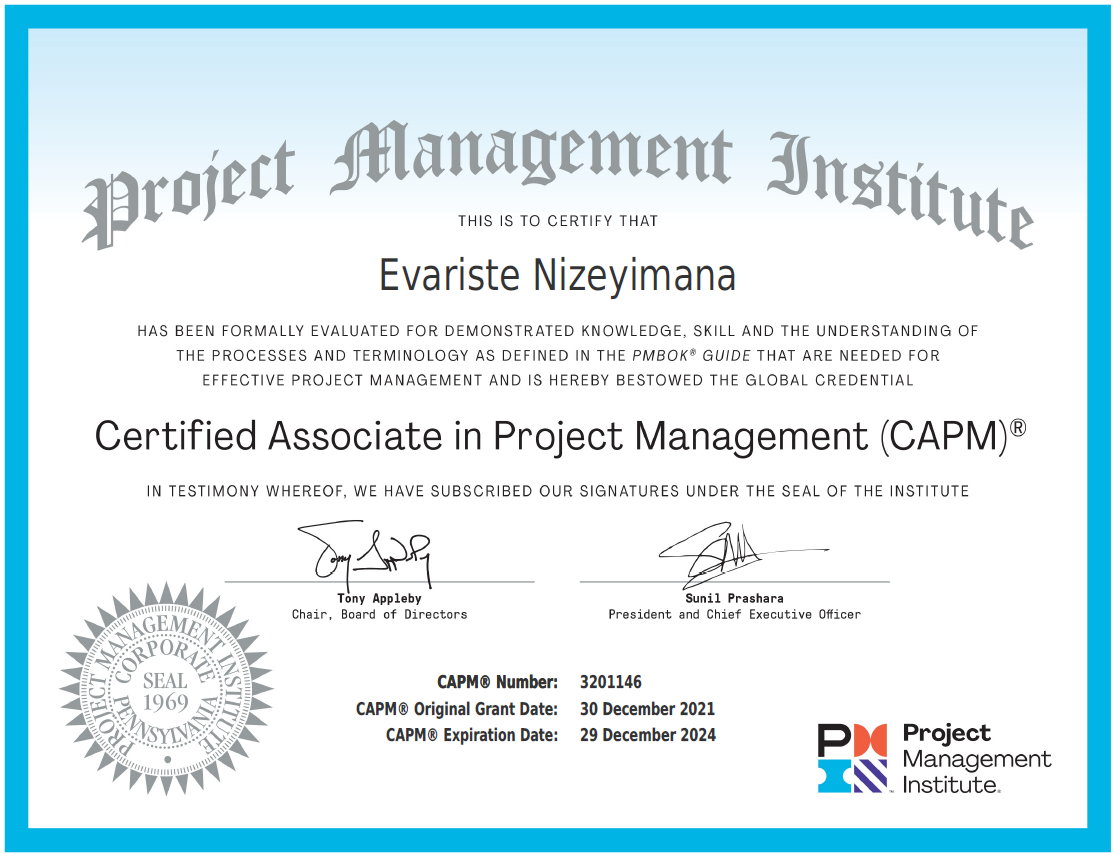 Project Management Institute
THIS IS TO CERTIFY THAT
Evariste Nizeyimana
HAS BEEN FORMALLY EVALUATED FOR DEMONSTRATED KNOWLEDGE, SKILL AND THE UNDERSTANDING OF
THE PROCESSES AND TERMINOLOGY AS DEFINED IN THE PMBOK® GUIDE THAT ARE NEEDED FOR
EFFECTIVE PROJECT MANAGEMENT AND IS HEREBY BESTOWED THE GLOBAL CREDENTIAL
Certified Associate in Project Management (CAPM)®
IN TESTIMONY WHEREOF, WE HAVE SUBSCRIBED OUR SIGNATURES UNDER THE SEAL OF THE INSTITUTE
Tony Appleby
Chair, Board of Directors
Sunil Prashara
President and Chief Executive Officer
PROJECT MANAGEMENT INSTITUTE
CORPORATE
SEAL
1969
PENNSYLVANIA
CAPM® Number: 3201146
CAPM® Original Grant Date: 30 December 2021
CAPM® Expiration Date: 29 December 2024
PM
Project
Management
Institute®